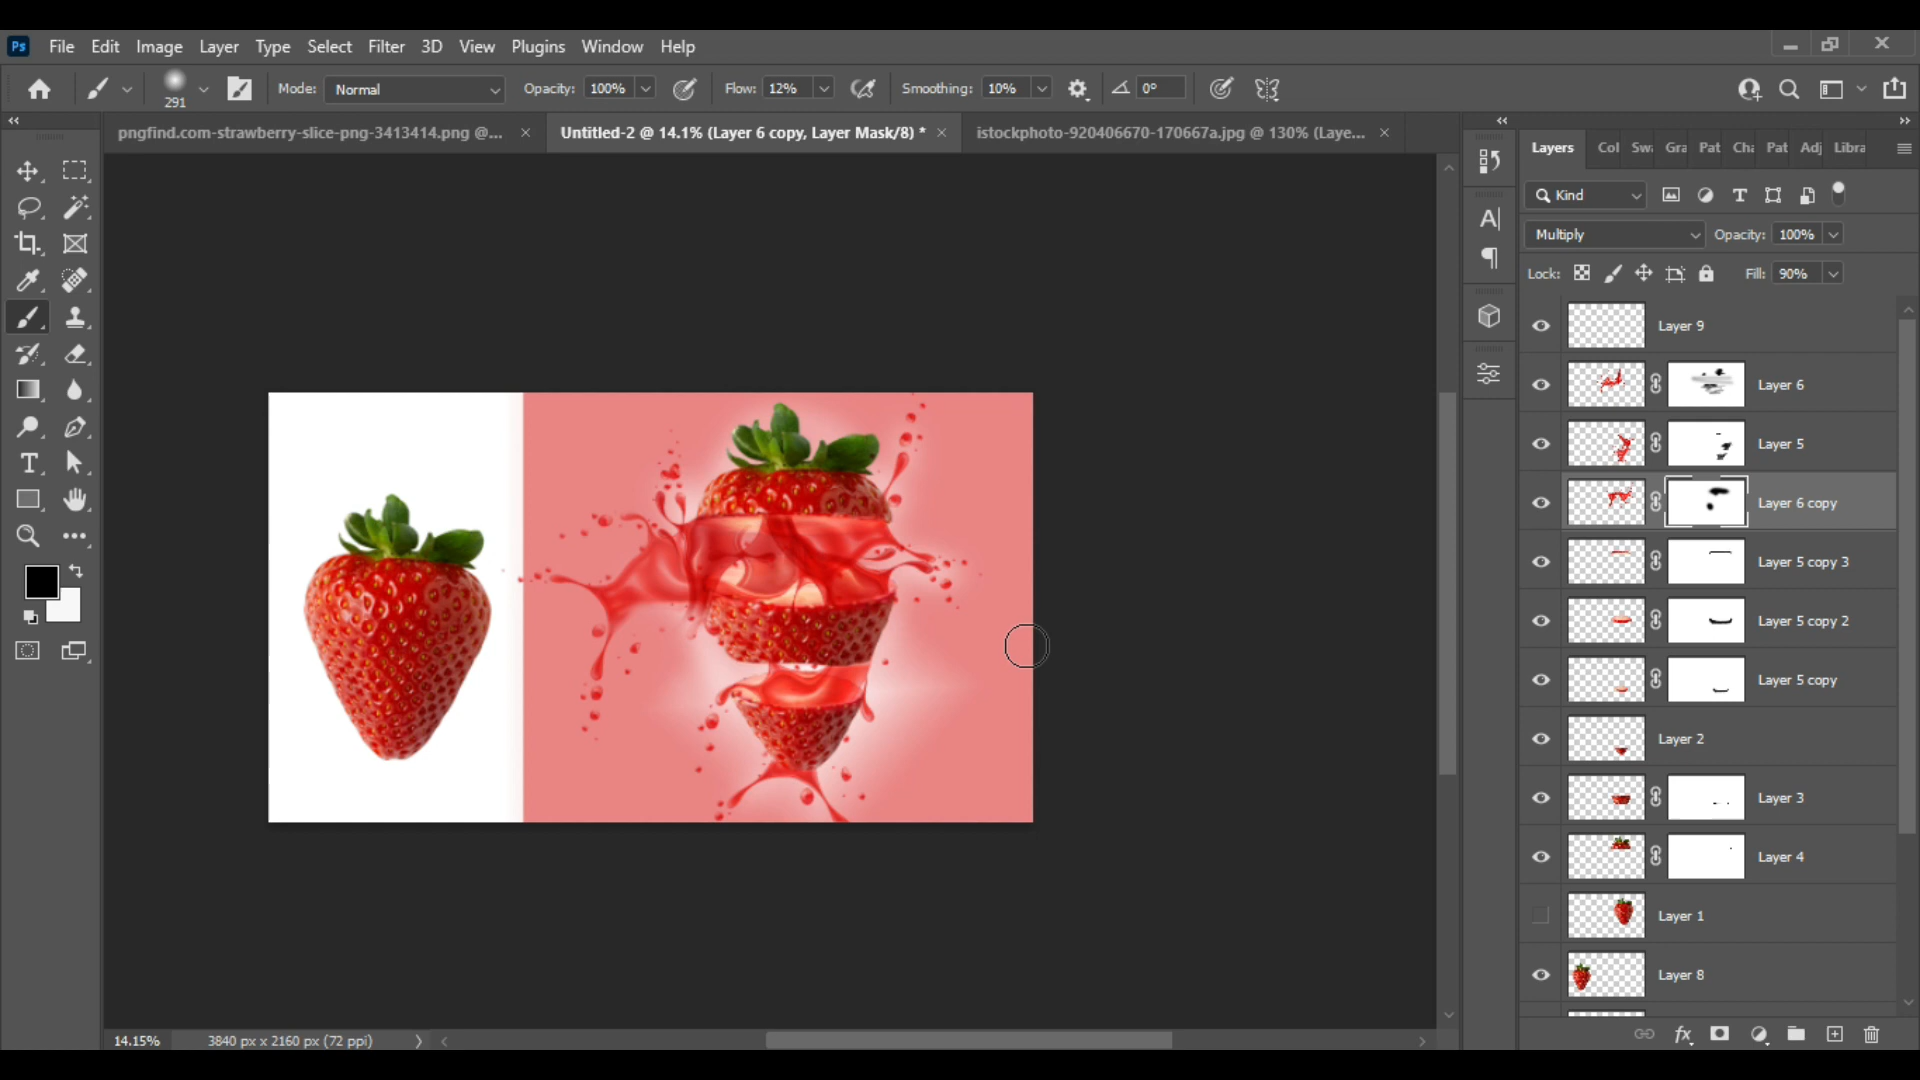 Ps File Edit Image Layer Type Select Filter 3D View Plugins Window Help
291 Mode: Normal Opacity: 100% Flow: 12% Smoothing: 10% 0°
pngfind.com-strawberry-slice-png-3413414.png @... × Untitled-2 @ 14.1% (Layer 6 copy, Layer Mask/8) * × istockphoto-920406670-170667a.jpg @ 130% (Laye... ×
Layers Col Swa Gra Pat Cha Pat Adj Libra
Kind
Multiply Opacity: 100%
Lock: Fill: 90%
Layer 9
Layer 6
Layer 5
Layer 6 copy
Layer 5 copy 3
Layer 5 copy 2
Layer 5 copy
Layer 2
Layer 3
Layer 4
Layer 1
Layer 8
14.15% 3840 px x 2160 px (72 ppi)